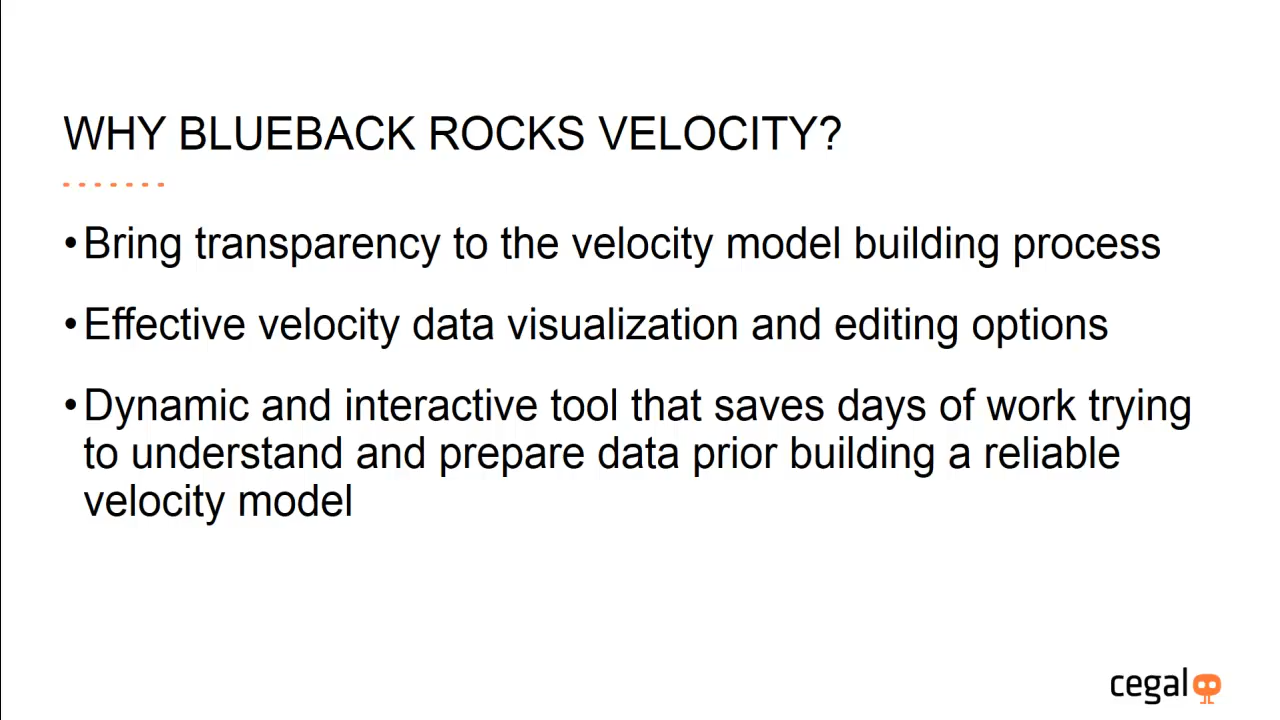 WHY BLUEBACK ROCKS VELOCITY?
•Bring transparency to the velocity model building process
•Effective velocity data visualization and editing options
•Dynamic and interactive tool that saves days of work trying
to understand and prepare data prior building a reliable
velocity model
cegal